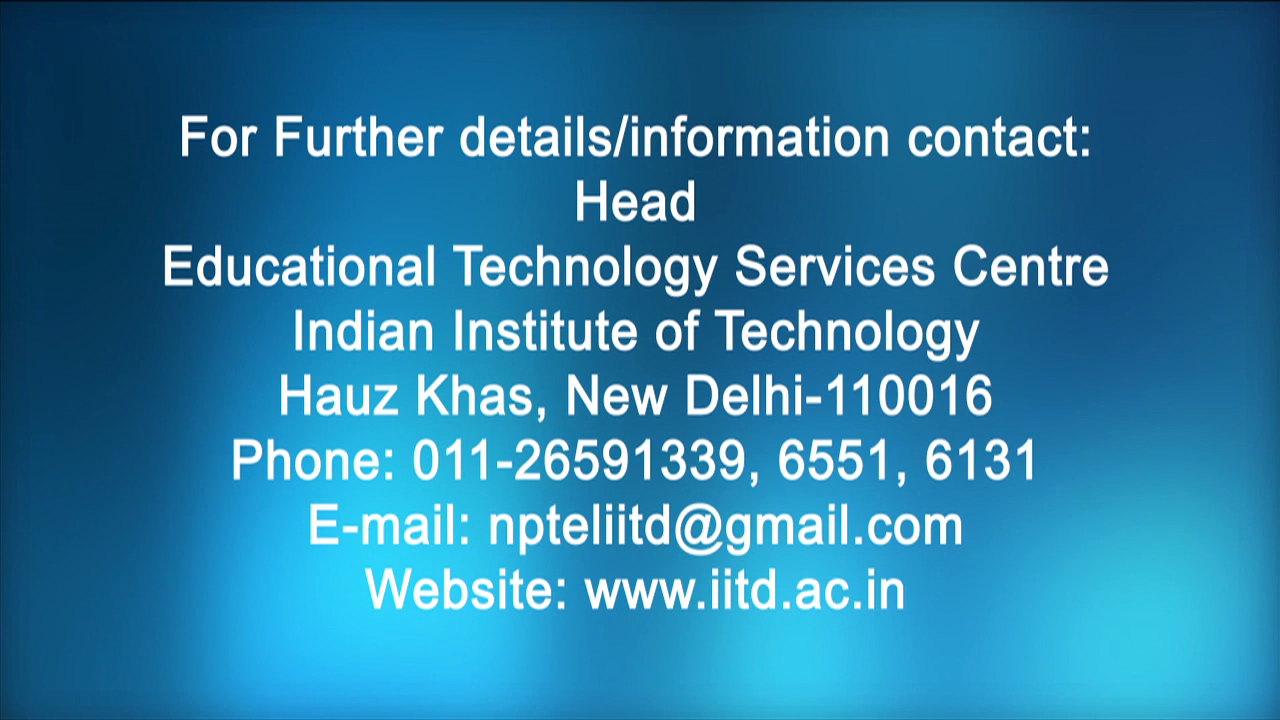 For Further details/information contact:
Head
Educational Technology Services Centre
Indian Institute of Technology
Hauz Khas, New Delhi-110016
Phone: 011-26591339, 6551, 6131
E-mail: npteliitd@gmail.com
Website: www.iitd.ac.in